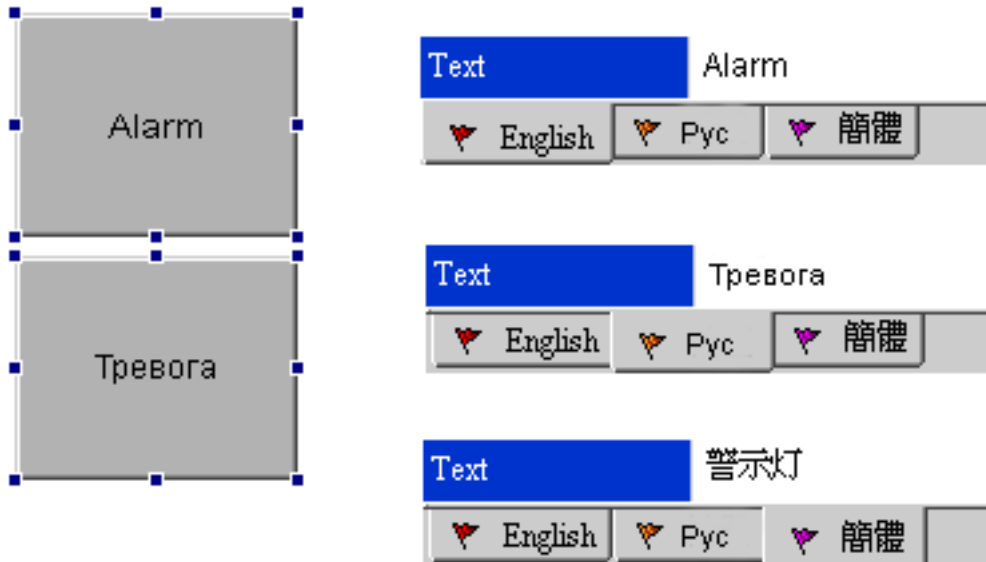 Alarm
Тревога
Text Alarm
English Рус 簡體
Text Тревога
English Рус 簡體
Text 警示灯
English Рус 簡體